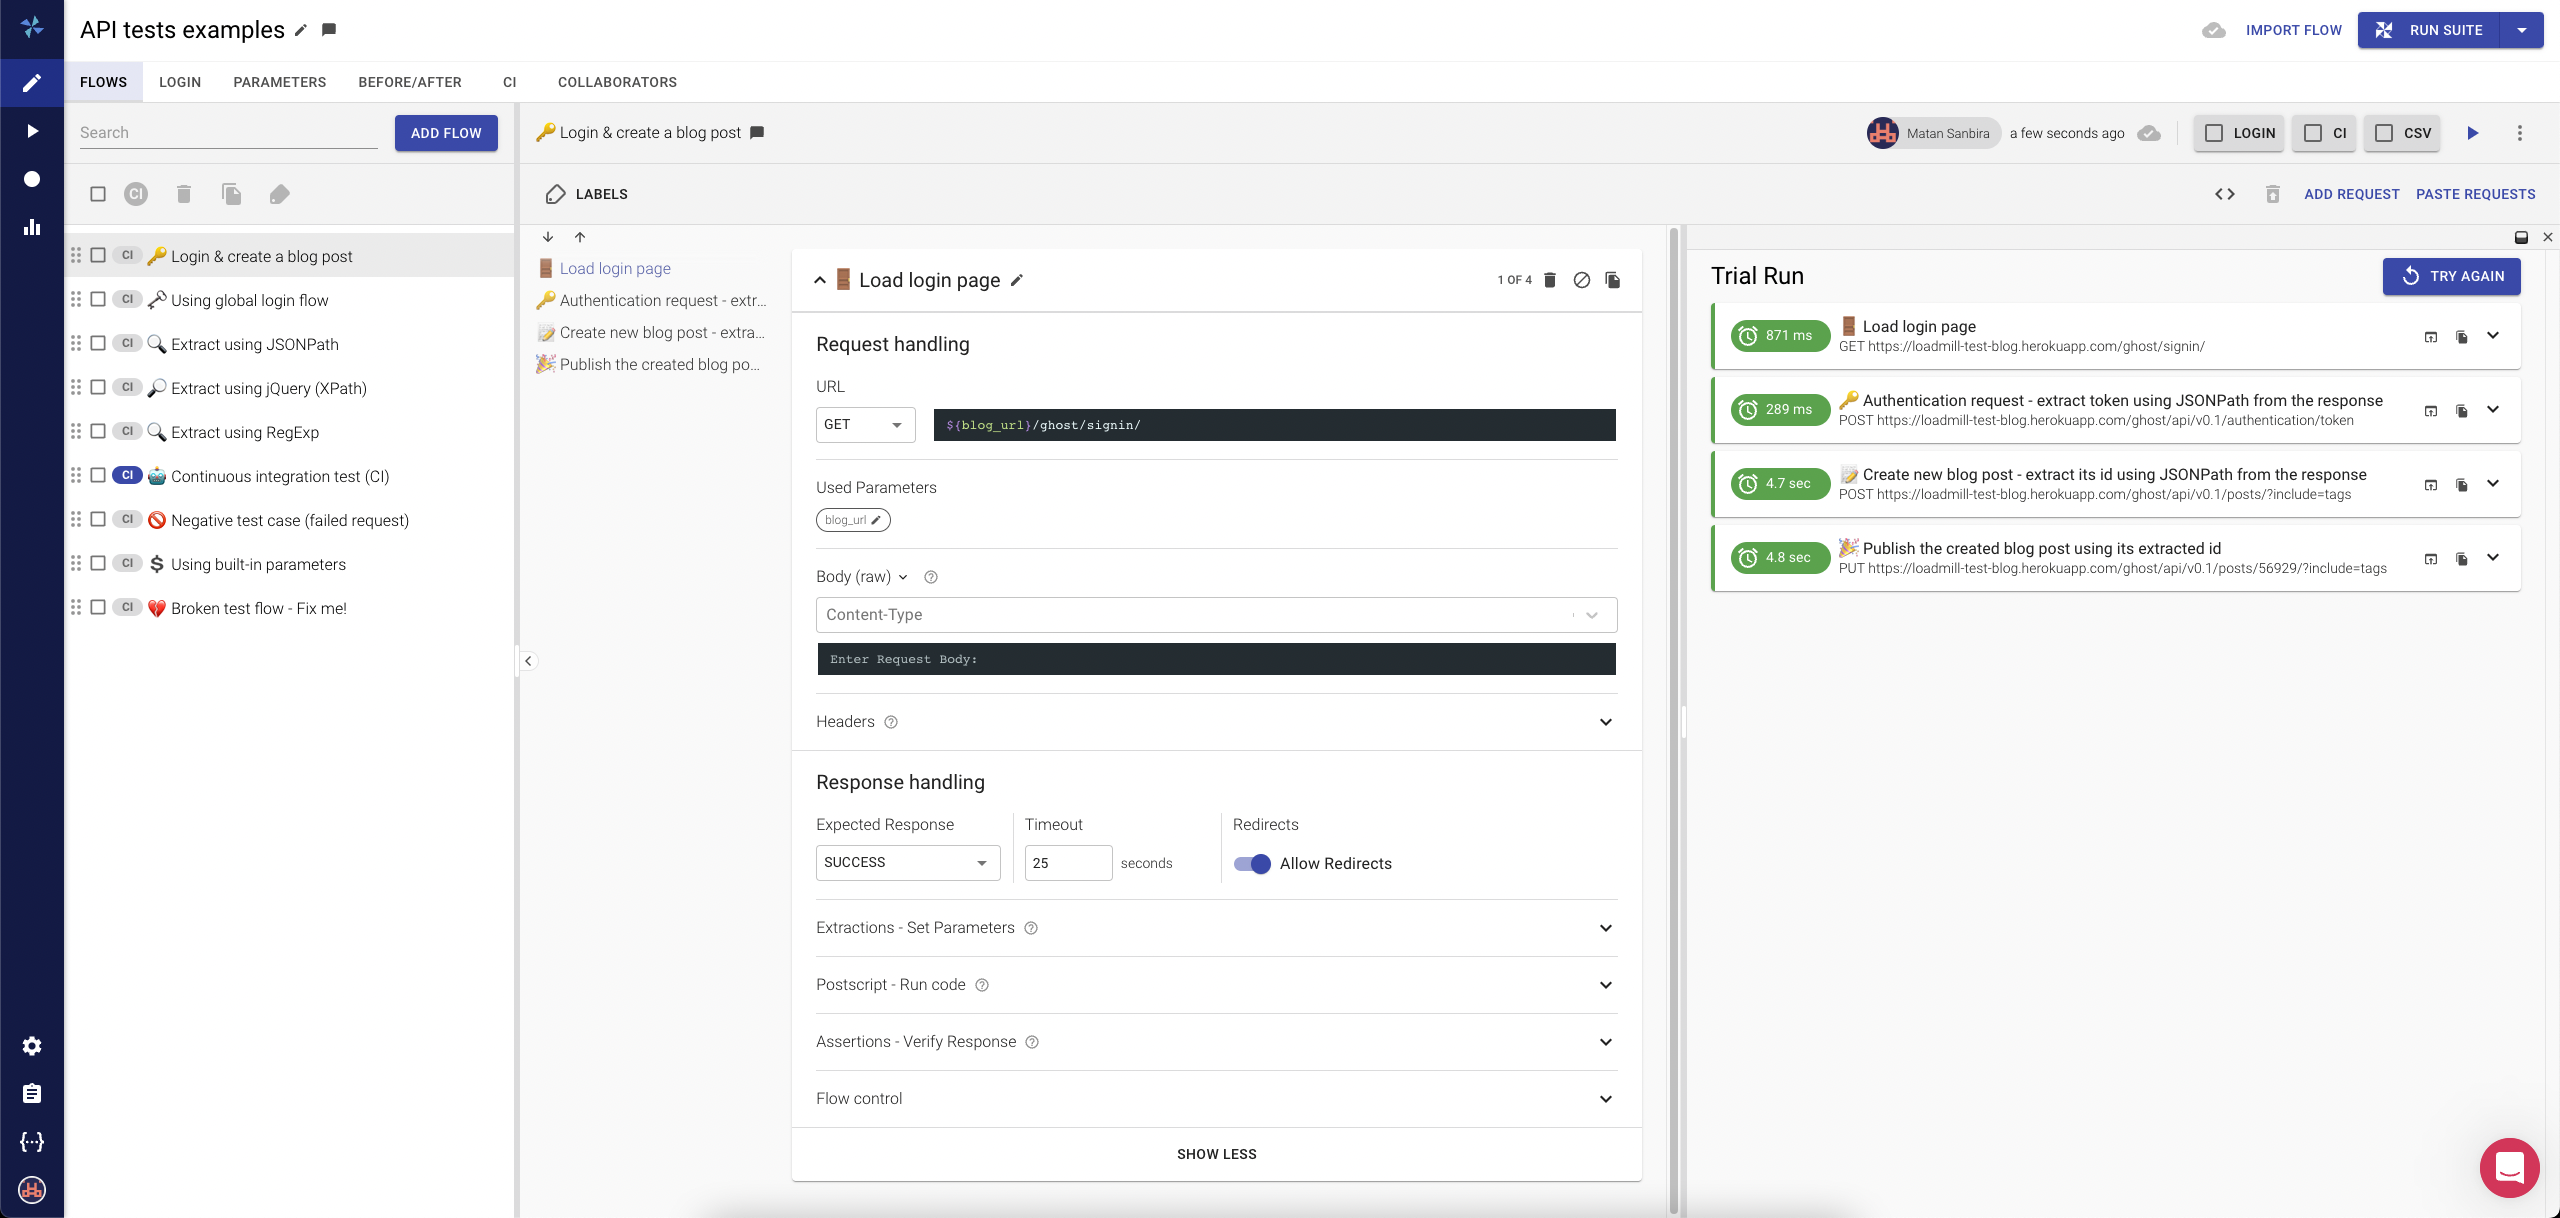 API tests examples
IMPORT FLOW
RUN SUITE
FLOWS LOGIN PARAMETERS BEFORE/AFTER CI COLLABORATORS
Search
ADD FLOW
Login & create a blog post
Matan Sanbira
a few seconds ago
LOGIN
CI
CSV
CI
LABELS
ADD REQUEST
PASTE REQUESTS
CI Login & create a blog post
CI Using global login flow
CI Extract using JSONPath
CI Extract using jQuery (XPath)
CI Extract using RegExp
CI Continuous integration test (CI)
CI Negative test case (failed request)
CI Using built-in parameters
CI Broken test flow - Fix me!
Load login page
Authentication request - extr...
Create new blog post - extra...
Publish the created blog po...
Load login page
1 OF 4
Request handling
URL
GET
${blog_url}/ghost/signin/
Used Parameters
blog_url
Body (raw)
Content-Type
Enter Request Body:
Headers
Response handling
Expected Response
SUCCESS
Timeout
25
seconds
Redirects
Allow Redirects
Extractions - Set Parameters
Postscript - Run code
Assertions - Verify Response
Flow control
SHOW LESS
Trial Run
TRY AGAIN
871 ms
Load login page
GET https://loadmill-test-blog.herokuapp.com/ghost/signin/
289 ms
Authentication request - extract token using JSONPath from the response
POST https://loadmill-test-blog.herokuapp.com/ghost/api/v0.1/authentication/token
4.7 sec
Create new blog post - extract its id using JSONPath from the response
POST https://loadmill-test-blog.herokuapp.com/ghost/api/v0.1/posts/?include=tags
4.8 sec
Publish the created blog post using its extracted id
PUT https://loadmill-test-blog.herokuapp.com/ghost/api/v0.1/posts/56929/?include=tags